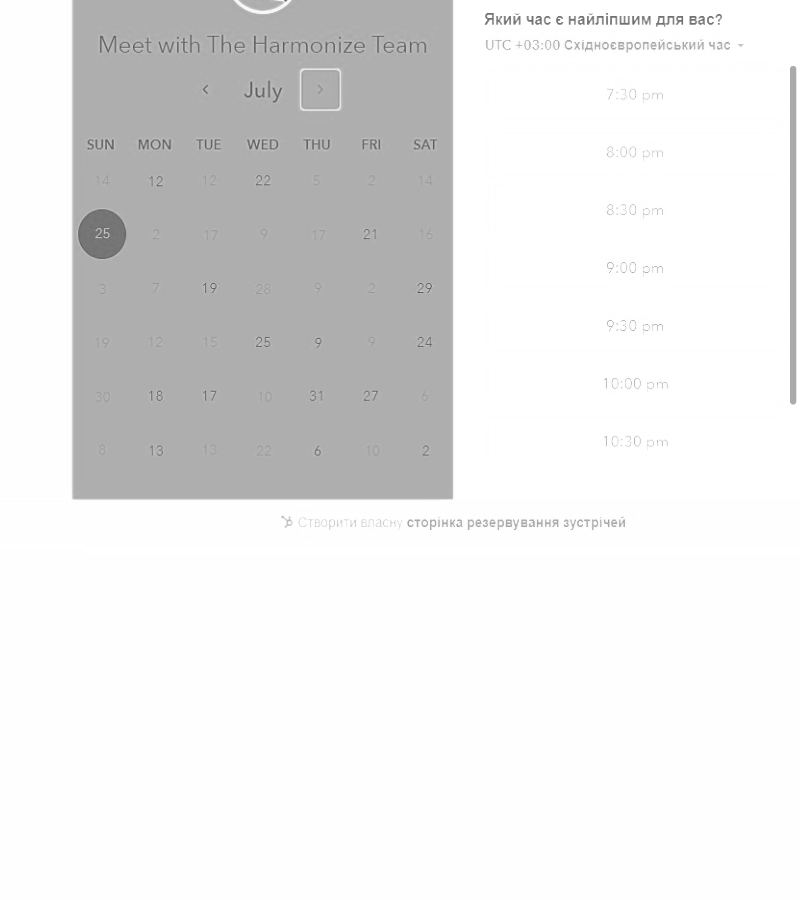 Meet with The Harmonize Team
July
SUN MON TUE WED THU FRI SAT
14 12 12 22 5 2 14
25 2 17 9 17 21 16
3 7 19 28 9 2 29
19 12 15 25 9 9 24
30 18 17 10 31 27 6
8 13 13 22 6 10 2
Який час є найліпшим для вас?
UTC +03:00 Східноєвропейський час
7:30 pm
8:00 pm
8:30 pm
9:00 pm
9:30 pm
10:00 pm
10:30 pm
Створити власну сторінка резервування зустрічей